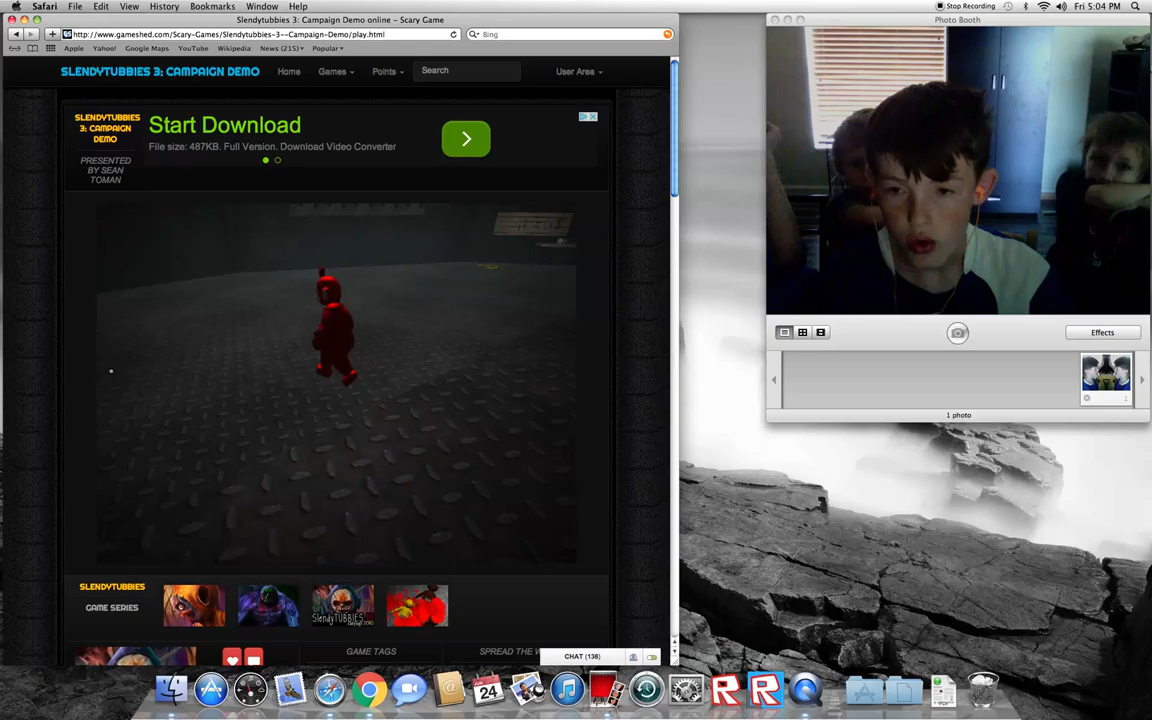 Safari File Edit View History Bookmarks Window Help
Stop Recording Fri 5:04 PM
Slendytubbies 3: Campaign Demo online - Scary Game
http://www.gameshed.com/Scary-Games/Slendytubbies-3--Campaign-Demo/play.html
Bing
Apple Yahoo! Google Maps YouTube Wikipedia News (215) Popular
SLENDYTUBBIES 3: CAMPAIGN DEMO Home Games Points Search User Area
SLENDYTUBBIES
3: CAMPAIGN
DEMO
PRESENTED
BY SEAN
TOMAN
Start Download
File size: 487KB. Full Version. Download Video Converter
SLENDYTUBBIES
GAME SERIES
SlendyTUBBIES
GAME TAGS
SPREAD THE W
CHAT (138)
Photo Booth
Effects
1
1 photo
24